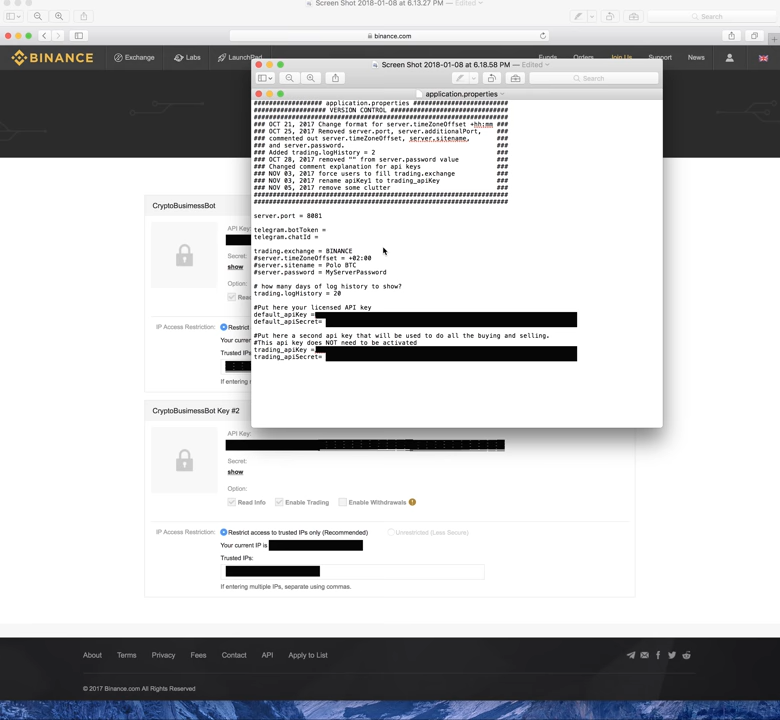 Screen Shot 2018-01-08 at 6.13.27 PM — Edited
Search
binance.com
BINANCE
Exchange
Labs
LaunchPad
Funds
Orders
Join Us
Support
News
Screen Shot 2018-01-08 at 6.18.58 PM — Edited
Search
application.properties
################## application.properties #########################
#################### VERSION CONTROL #########################
###################################################################
### OCT 21, 2017 Change format for server.timeZoneOffset +hh:mm ###
### OCT 25, 2017 Removed server.port, server.additionalPort, ###
### commented out server.timeZoneOffset, server.sitename, ###
### and server.password. ###
### Added trading.logHistory = 2 ###
### OCT 28, 2017 removed "" from server.password value ###
### Changed comment explanation for api keys ###
### NOV 03, 2017 force users to fill trading.exchange ###
### NOV 03, 2017 rename apiKey1 to trading_apiKey ###
### NOV 05, 2017 remove some clutter ###
###################################################################
###################################################################
server.port = 8081
telegram.botToken =
telegram.chatId =
trading.exchange = BINANCE
#server.timeZoneOffset = +02:00
#server.sitename = Polo BTC
#server.password = MyServerPassword
# how many days of log history to show?
trading.logHistory = 20
#Put here your licensed API key
default_apiKey =
default_apiSecret=
#Put here a second api key that will be used to do all the buying and selling.
#This api key does NOT need to be activated
trading_apiKey =
trading_apiSecret=
CryptoBusinessBot
API Key:
Secret:
show
Option:
Read
IP Access Restriction:
Restrict
Your curren
Trusted IPs
If entering
CryptoBusinessBot Key #2
API Key:
Secret:
show
Option:
Read Info
Enable Trading
Enable Withdrawals
IP Access Restriction:
Restrict access to trusted IPs only (Recommended)
Unrestricted (Less Secure)
Your current IP is
Trusted IPs:
If entering multiple IPs, separate using commas.
About
Terms
Privacy
Fees
Contact
API
Apply to List
© 2017 Binance.com All Rights Reserved